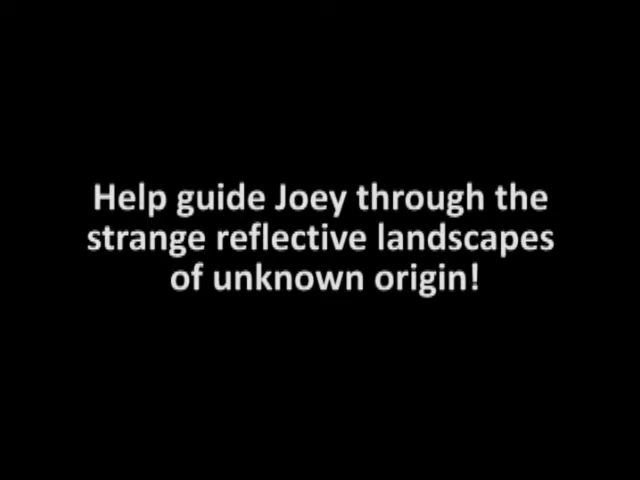 Help guide Joey through the
strange reflective landscapes
of unknown origin!